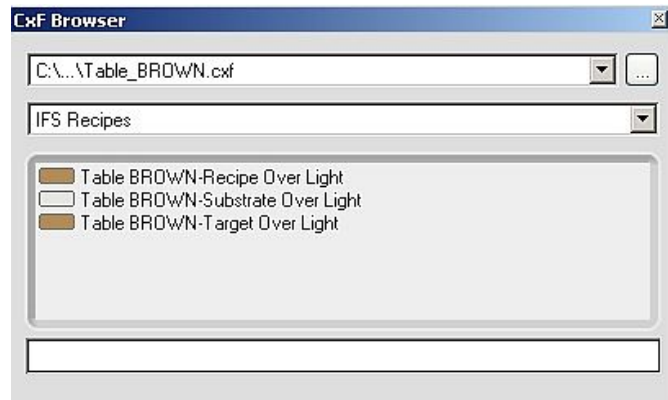 CxF Browser
C:\...\Table_BROWN.cxf
...
IFS Recipes
Table BROWN-Recipe Over Light
Table BROWN-Substrate Over Light
Table BROWN-Target Over Light